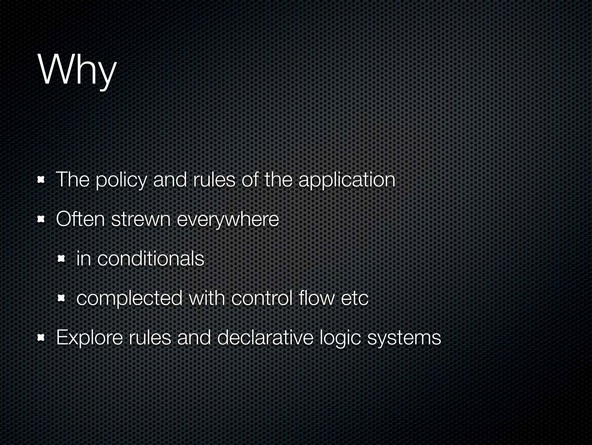 Why
The policy and rules of the application
Often strewn everywhere
in conditionals
complected with control flow etc
Explore rules and declarative logic systems